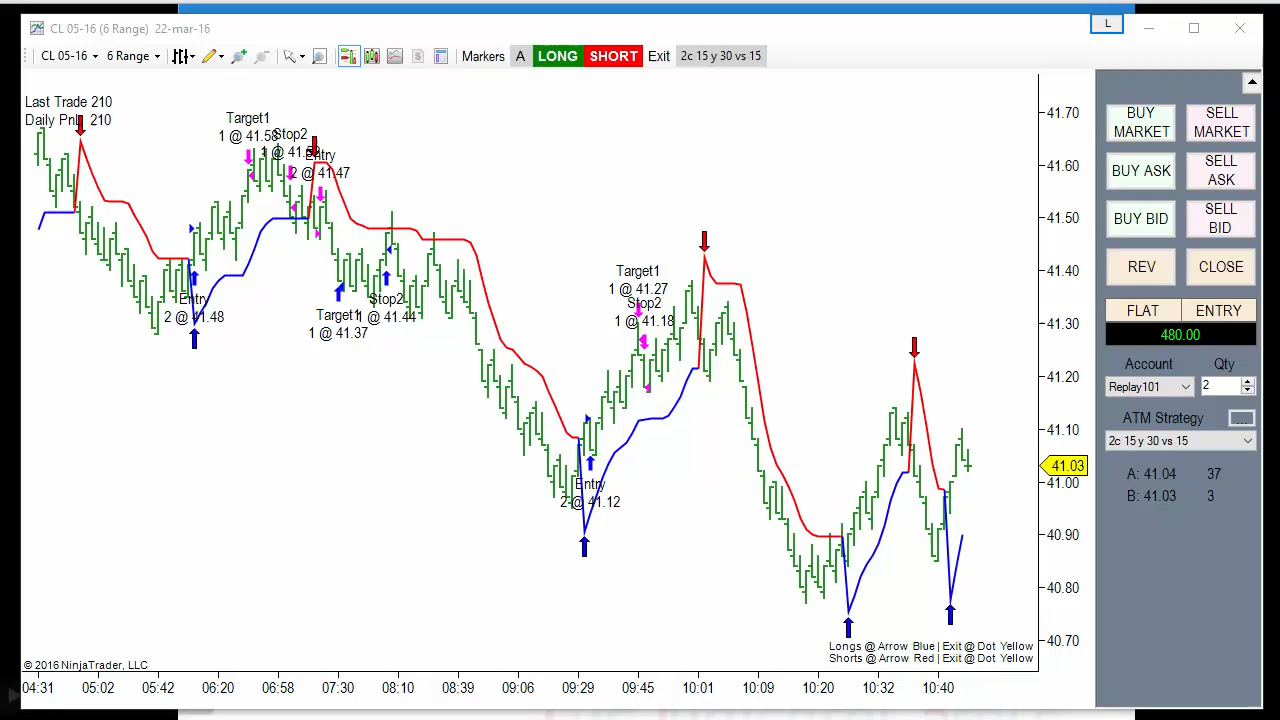 CL 05-16 (6 Range) 22-mar-16
L
CL 05-16
6 Range
Markers
A
LONG
SHORT
Exit
2c 15 y 30 vs 15
Last Trade 210
Daily PnL 210
Target1
1 @ 41.58
Stop2
Entry
2 @ 41.47
Entry
2 @ 41.48
Target1
1 @ 41.37
Stop2
1 @ 41.44
Target1
1 @ 41.27
Stop2
1 @ 41.18
Entry
2 @ 41.12
41.70
41.60
41.50
41.40
41.30
41.20
41.10
41.03
41.00
40.90
40.80
40.70
Longs @ Arrow Blue | Exit @ Dot Yellow
Shorts @ Arrow Red | Exit @ Dot Yellow
© 2016 NinjaTrader, LLC
04:31 05:02 05:42 06:20 06:58 07:30 08:10 08:39 09:06 09:29 09:45 10:01 10:09 10:20 10:32 10:40
BUY
MARKET
SELL
MARKET
BUY ASK
SELL
ASK
BUY BID
SELL
BID
REV
CLOSE
FLAT
ENTRY
480.00
Account
Qty
Replay101
2
ATM Strategy
...
2c 15 y 30 vs 15
A: 41.04 37
B: 41.03 3